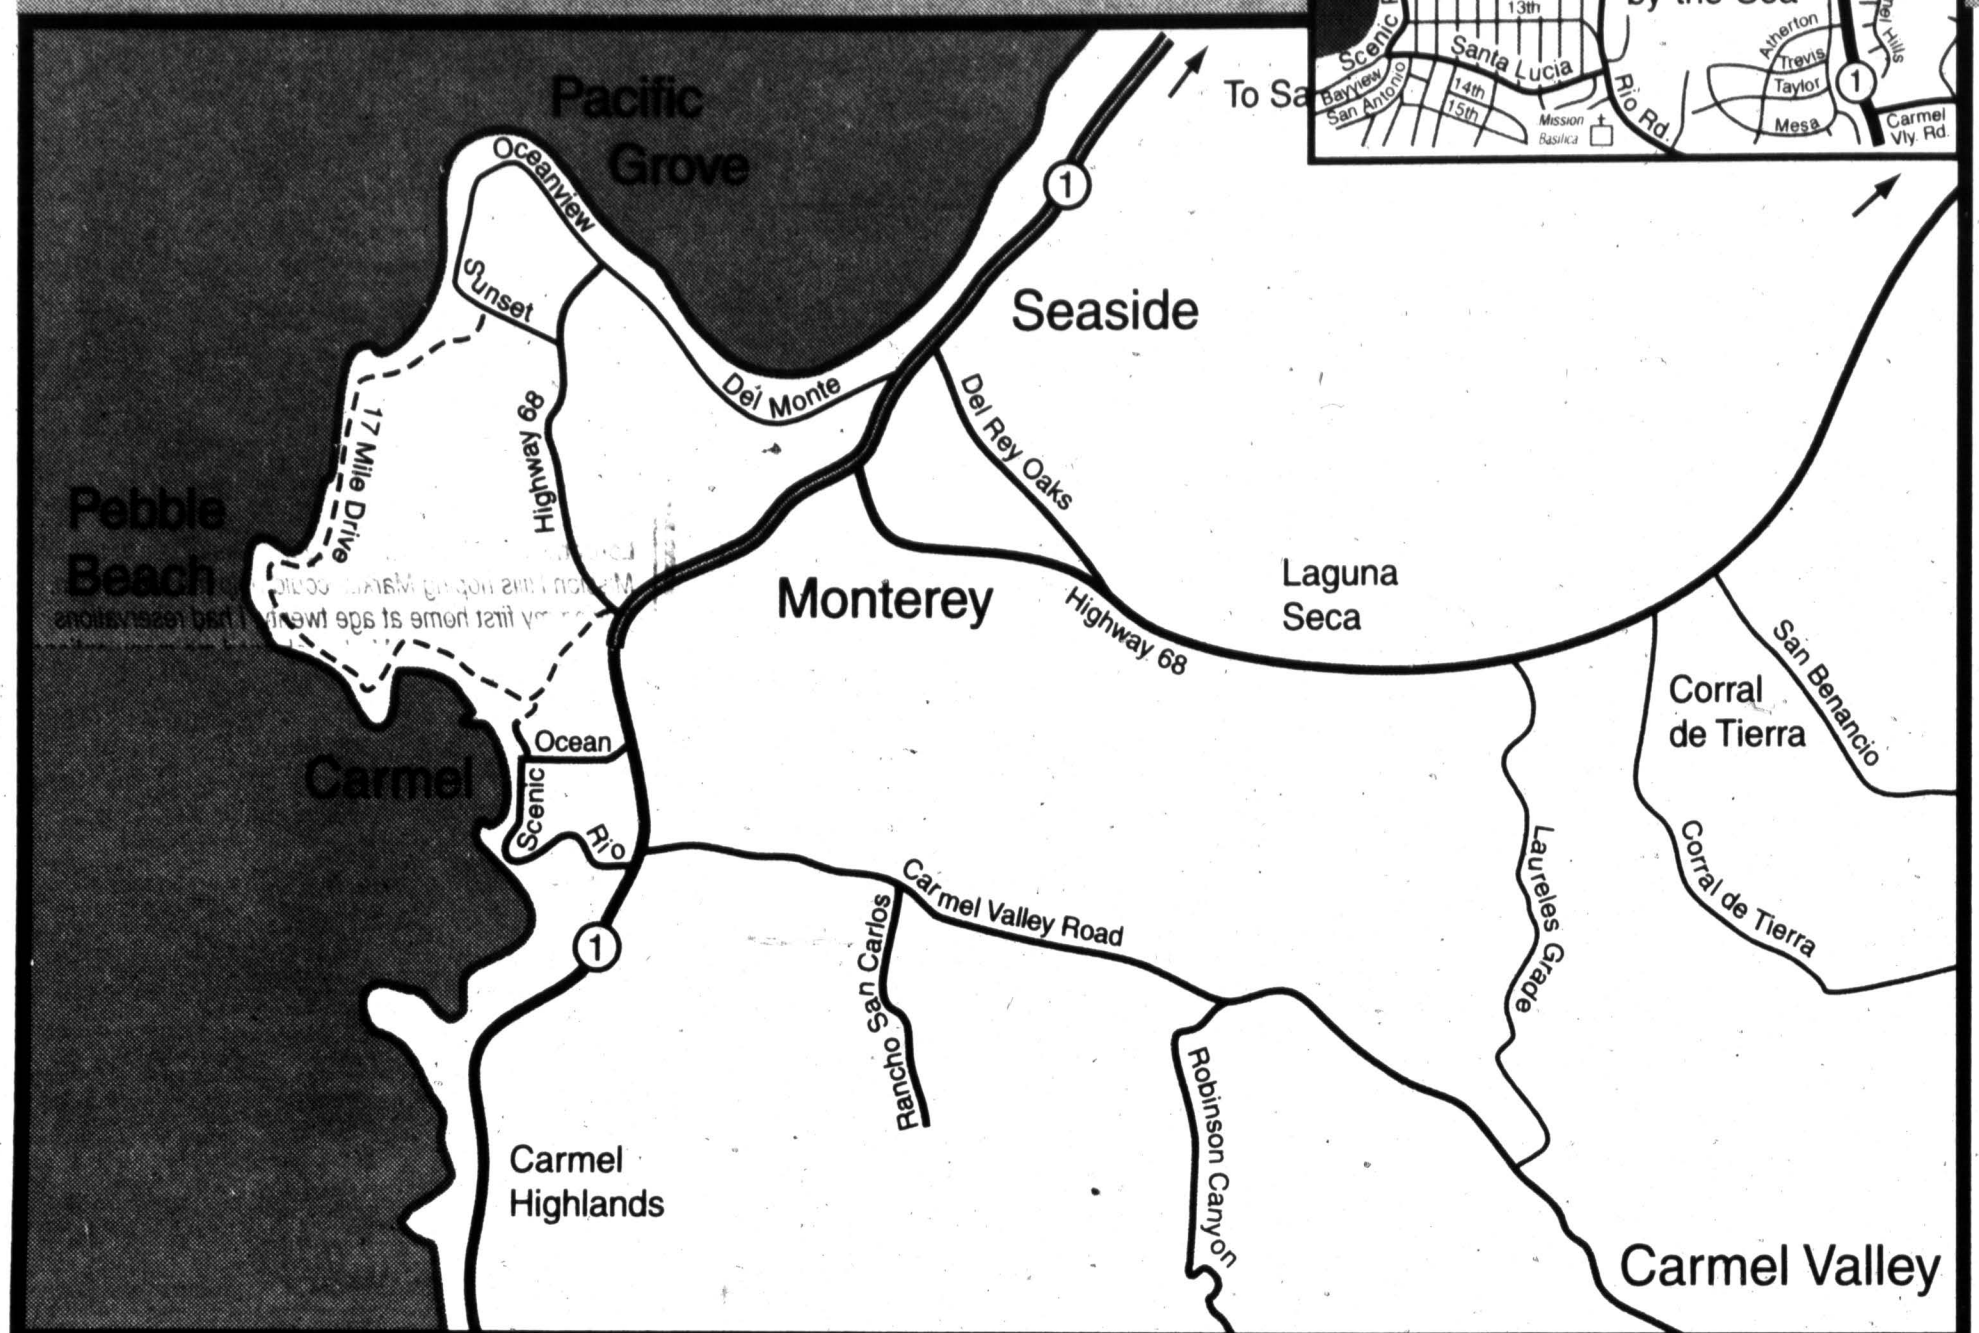 13th
by the Sea
Scenic
Santa Lucia
Bayview
San Antonio
14th
15th
Mission
Basilica
Rio Rd.
Atherton
Trevis
Taylor
Mesa
1
Carmel
Vly. Rd.
Pacific
Grove
To Sa
1
Oceanview
Sunset
Seaside
Del Monte
Del Rey Oaks
17 Mile Drive
Highway 68
Pebble
Beach
Monterey
Highway 68
Laguna
Seca
Corral
de Tierra
San Benancio
Ocean
Carmel
Scenic
Rio
Carmel Valley Road
Laureles Grade
Corral de Tierra
1
Rancho San Carlos
Robinson Canyon
Carmel
Highlands
Carmel Valley